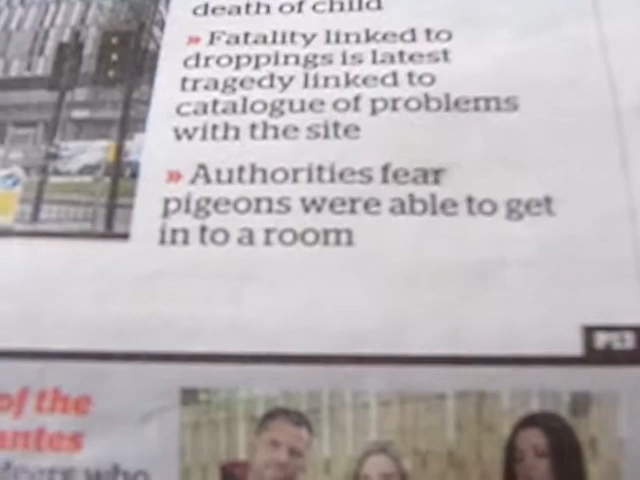 death of child
» Fatality linked to
droppings is latest
tragedy linked to
catalogue of problems
with the site
» Authorities fear
pigeons were able to get
in to a room
of the
antes
who